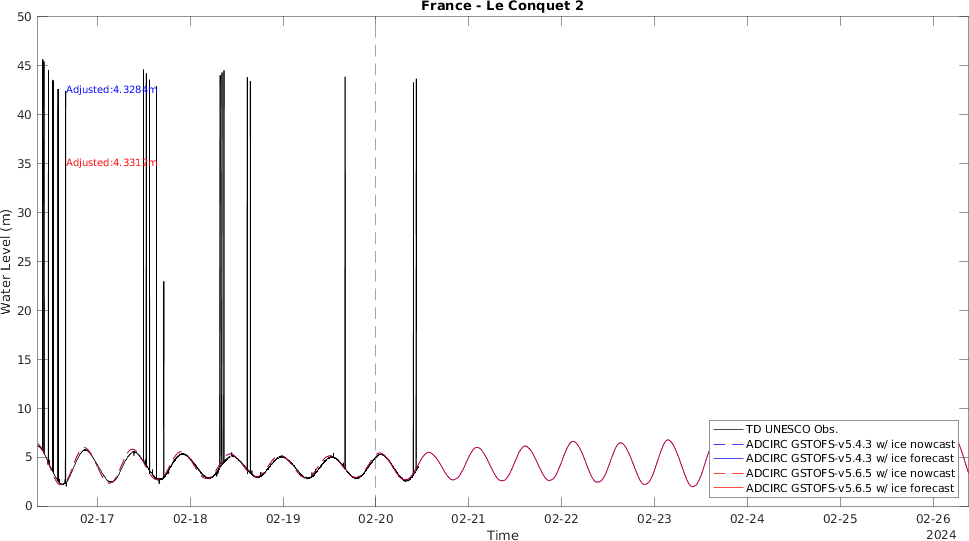 France - Le Conquet 2
50
45
40
35
30
25
20
15
10
5
0
Water Level (m)
Adjusted:4.3284m
Adjusted:4.3312m
TD UNESCO Obs.
ADCIRC GSTOFS-v5.4.3 w/ ice nowcast
ADCIRC GSTOFS-v5.4.3 w/ ice forecast
ADCIRC GSTOFS-v5.6.5 w/ ice nowcast
ADCIRC GSTOFS-v5.6.5 w/ ice forecast
02-17 02-18 02-19 02-20 02-21 02-22 02-23 02-24 02-25 02-26
Time
2024